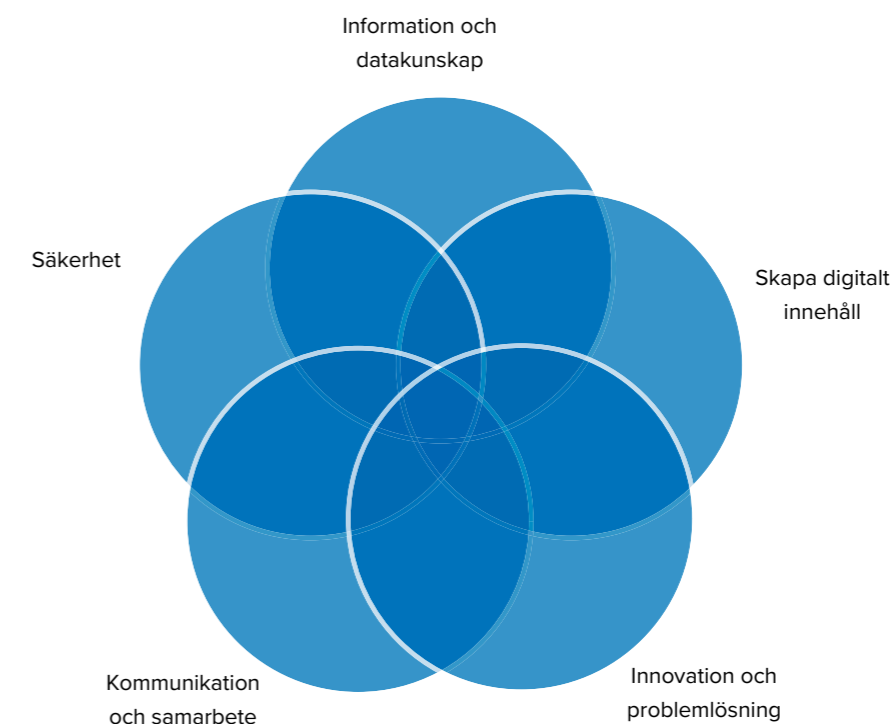 Information och
datakunskap
Säkerhet
Skapa digitalt
innehåll
Kommunikation
och samarbete
Innovation och
problemlösning